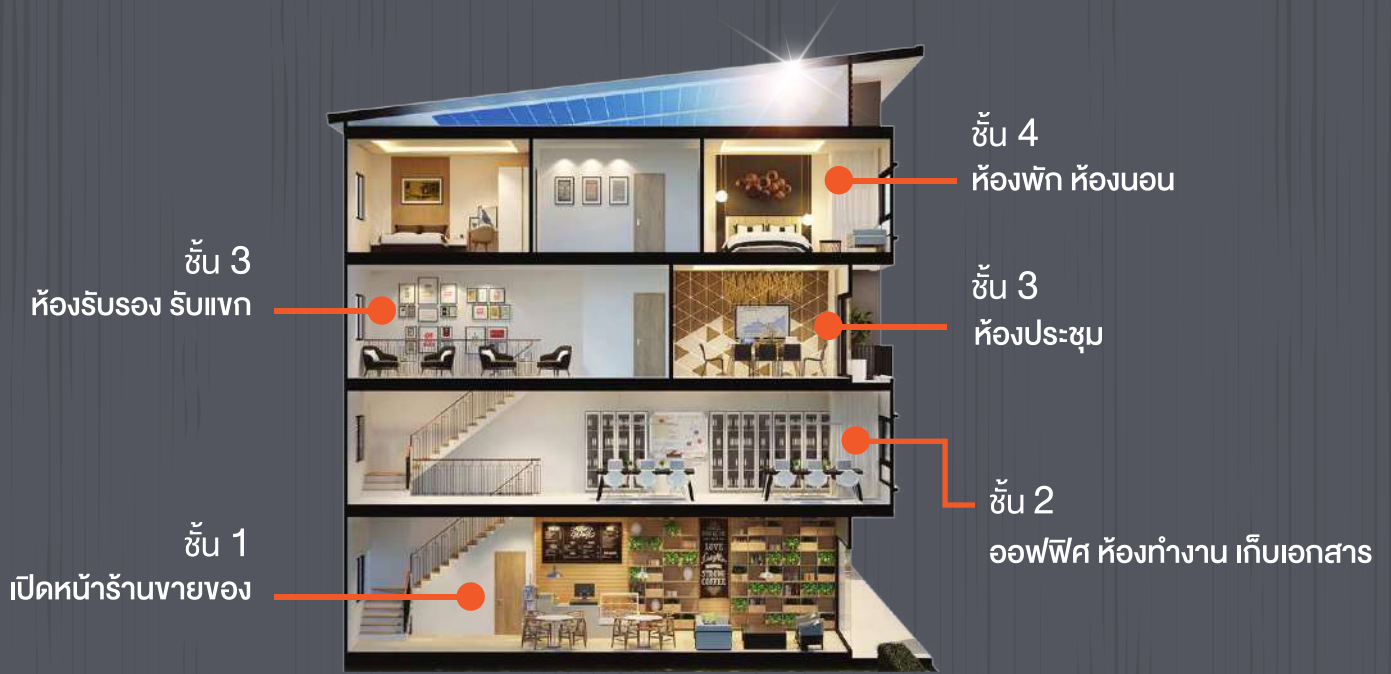 ชั้น 4
ห้องพัก ห้องนอน
ชั้น 3
ห้องรับรอง รับแขก
ชั้น 3
ห้องประชุม
ชั้น 2
ออฟฟิศ ห้องทำงาน เก็บเอกสาร
ชั้น 1
เปิดหน้าร้านขายของ
LOVE
STRONG
COFFEE